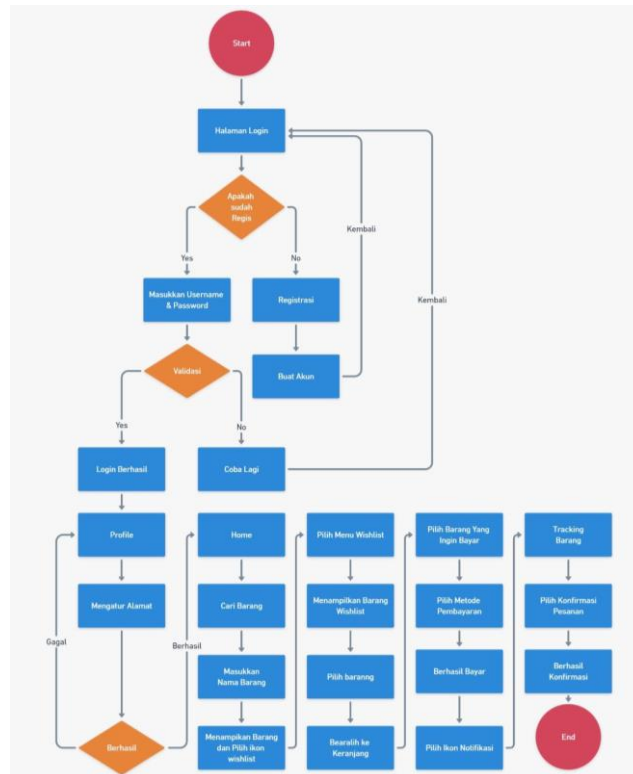 Start
Halaman Login
Apakah
sudah
Regis
Kembali
Yes
No
Masukkan Username
& Password
Registrasi
Kembali
Validasi
Buat Akun
Yes
No
Login Berhasil
Coba Lagi
Profile
Mengatur Alamat
Gagal
Berhasil
Berhasil
Home
Cari Barang
Masukkan
Nama Barang
Menampikan Barang
dan Pilih ikon
wishlist
Pilih Menu Wishlist
Menampilkan Barang
Wishlist
Pilih baranng
Bearalih ke
Keranjang
Pilih Barang Yang
Ingin Bayar
Pilih Metode
Pembayaran
Berhasil Bayar
Pilih Ikon Notifikasi
Tracking
Barang
Pilih Konfirmasi
Pesanan
Berhasil
Konfirmasi
End